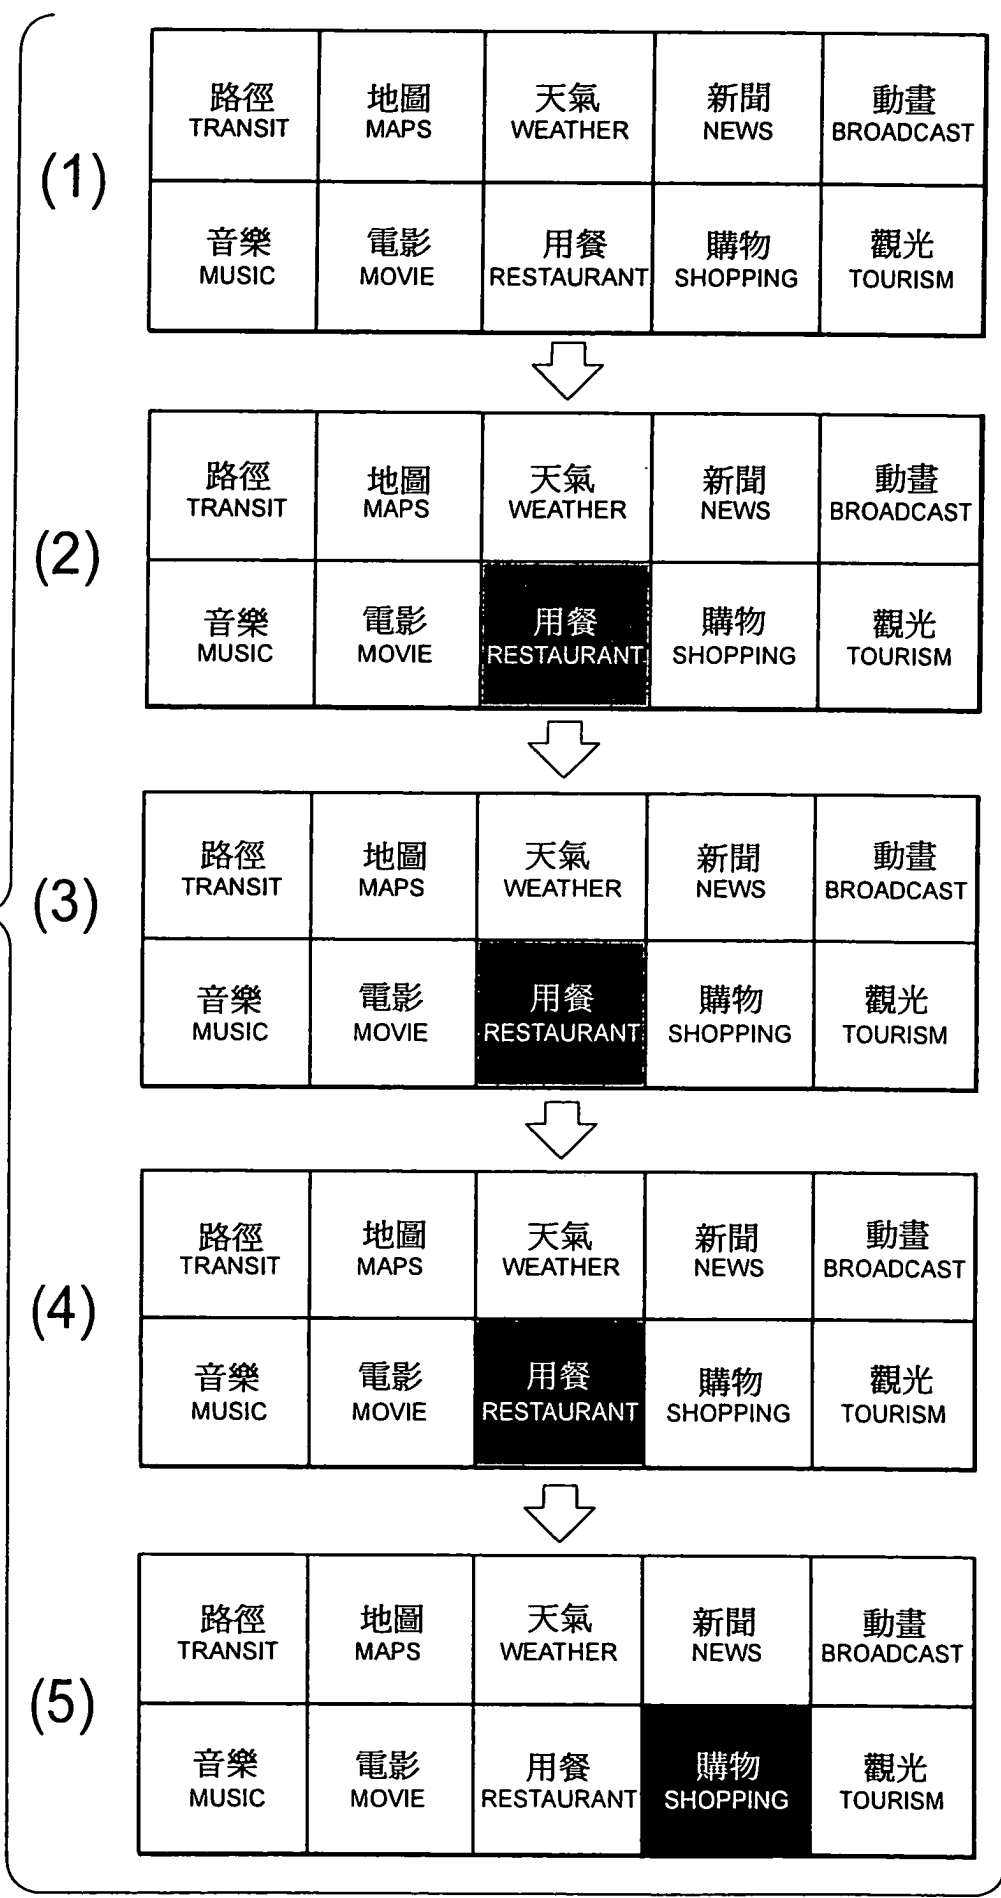 (1)
路徑 地圖 天氣 新聞 動畫
TRANSIT MAPS WEATHER NEWS BROADCAST
音樂 電影 用餐 購物 觀光
MUSIC MOVIE RESTAURANT SHOPPING TOURISM
(2)
路徑 地圖 天氣 新聞 動畫
TRANSIT MAPS WEATHER NEWS BROADCAST
音樂 電影 用餐 購物 觀光
MUSIC MOVIE RESTAURANT SHOPPING TOURISM
(3)
路徑 地圖 天氣 新聞 動畫
TRANSIT MAPS WEATHER NEWS BROADCAST
音樂 電影 用餐 購物 觀光
MUSIC MOVIE RESTAURANT SHOPPING TOURISM
(4)
路徑 地圖 天氣 新聞 動畫
TRANSIT MAPS WEATHER NEWS BROADCAST
音樂 電影 用餐 購物 觀光
MUSIC MOVIE RESTAURANT SHOPPING TOURISM
(5)
路徑 地圖 天氣 新聞 動畫
TRANSIT MAPS WEATHER NEWS BROADCAST
音樂 電影 用餐 購物 觀光
MUSIC MOVIE RESTAURANT SHOPPING TOURISM